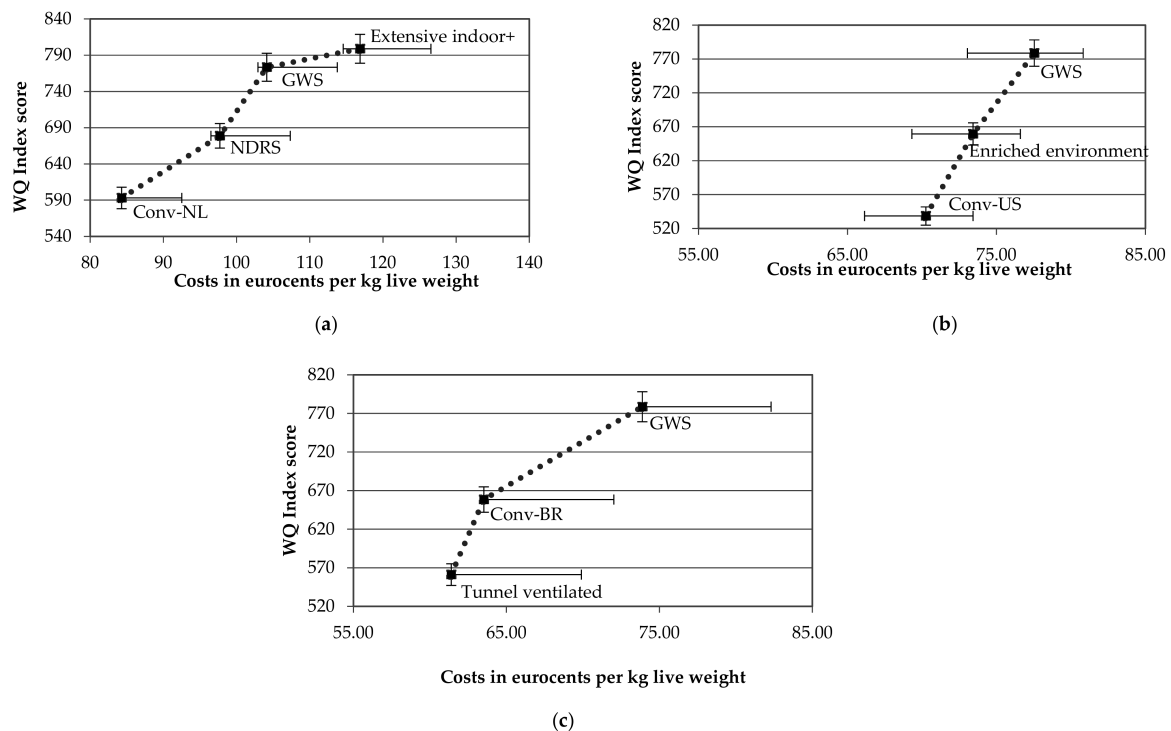 840
790
740
690
640
590
540
WQ Index score
Extensive indoor+
GWS
NDRS
Conv-NL
80 90 100 110 120 130 140
Costs in eurocents per kg live weight
(a)
820
770
720
670
620
570
520
WQ Index score
GWS
Enriched environment
Conv-US
55.00 65.00 75.00 85.00
Costs in eurocents per kg live weight
(b)
820
770
720
670
620
570
520
WQ Index score
GWS
Conv-BR
Tunnel ventilated
55.00 65.00 75.00 85.00
Costs in eurocents per kg live weight
(c)